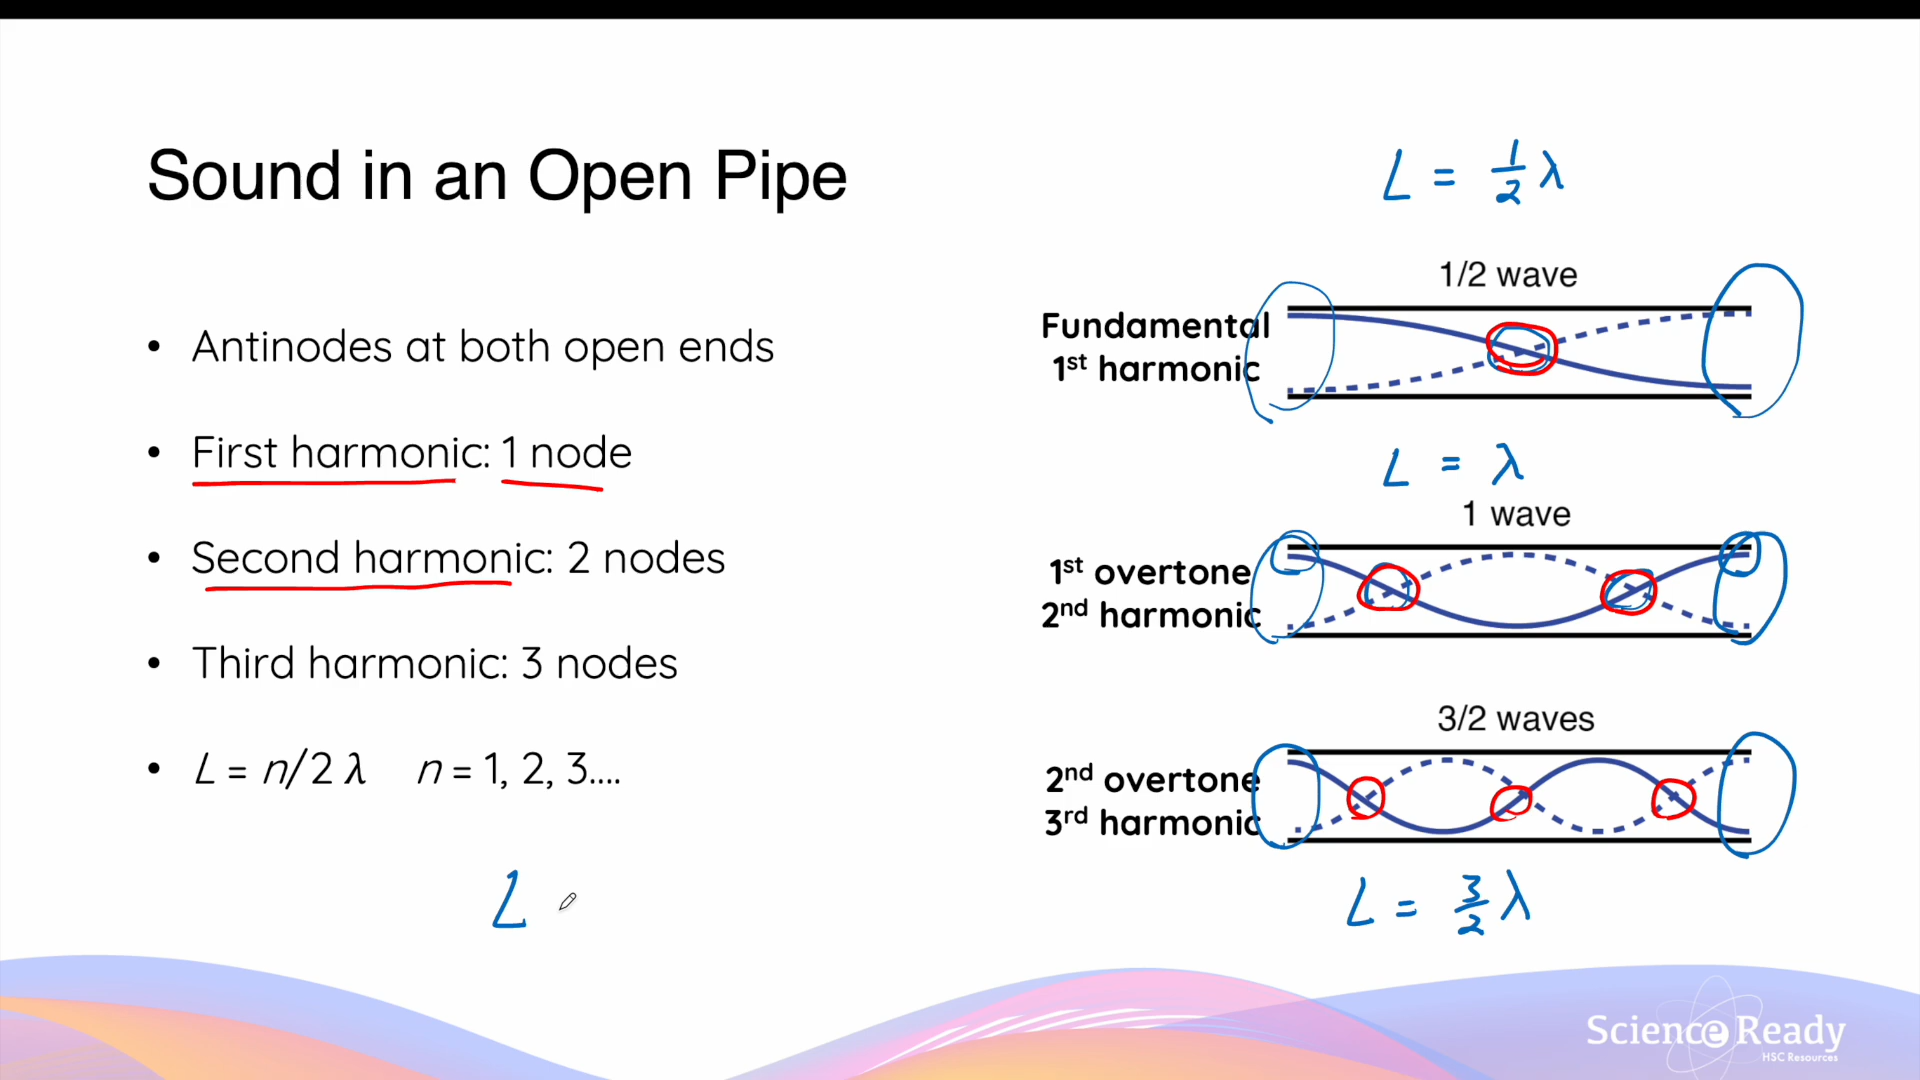 Sound in an Open Pipe
• Antinodes at both open ends
• First harmonic: 1 node
• Second harmonic: 2 nodes
• Third harmonic: 3 nodes
• L = n/2 λ n = 1, 2, 3....
L
L = 1/2 λ
1/2 wave
Fundamental
1st harmonic
L = λ
1 wave
1st overtone
2nd harmonic
3/2 waves
2nd overtone
3rd harmonic
L = 3/2 λ
Science Ready
HSC Resources